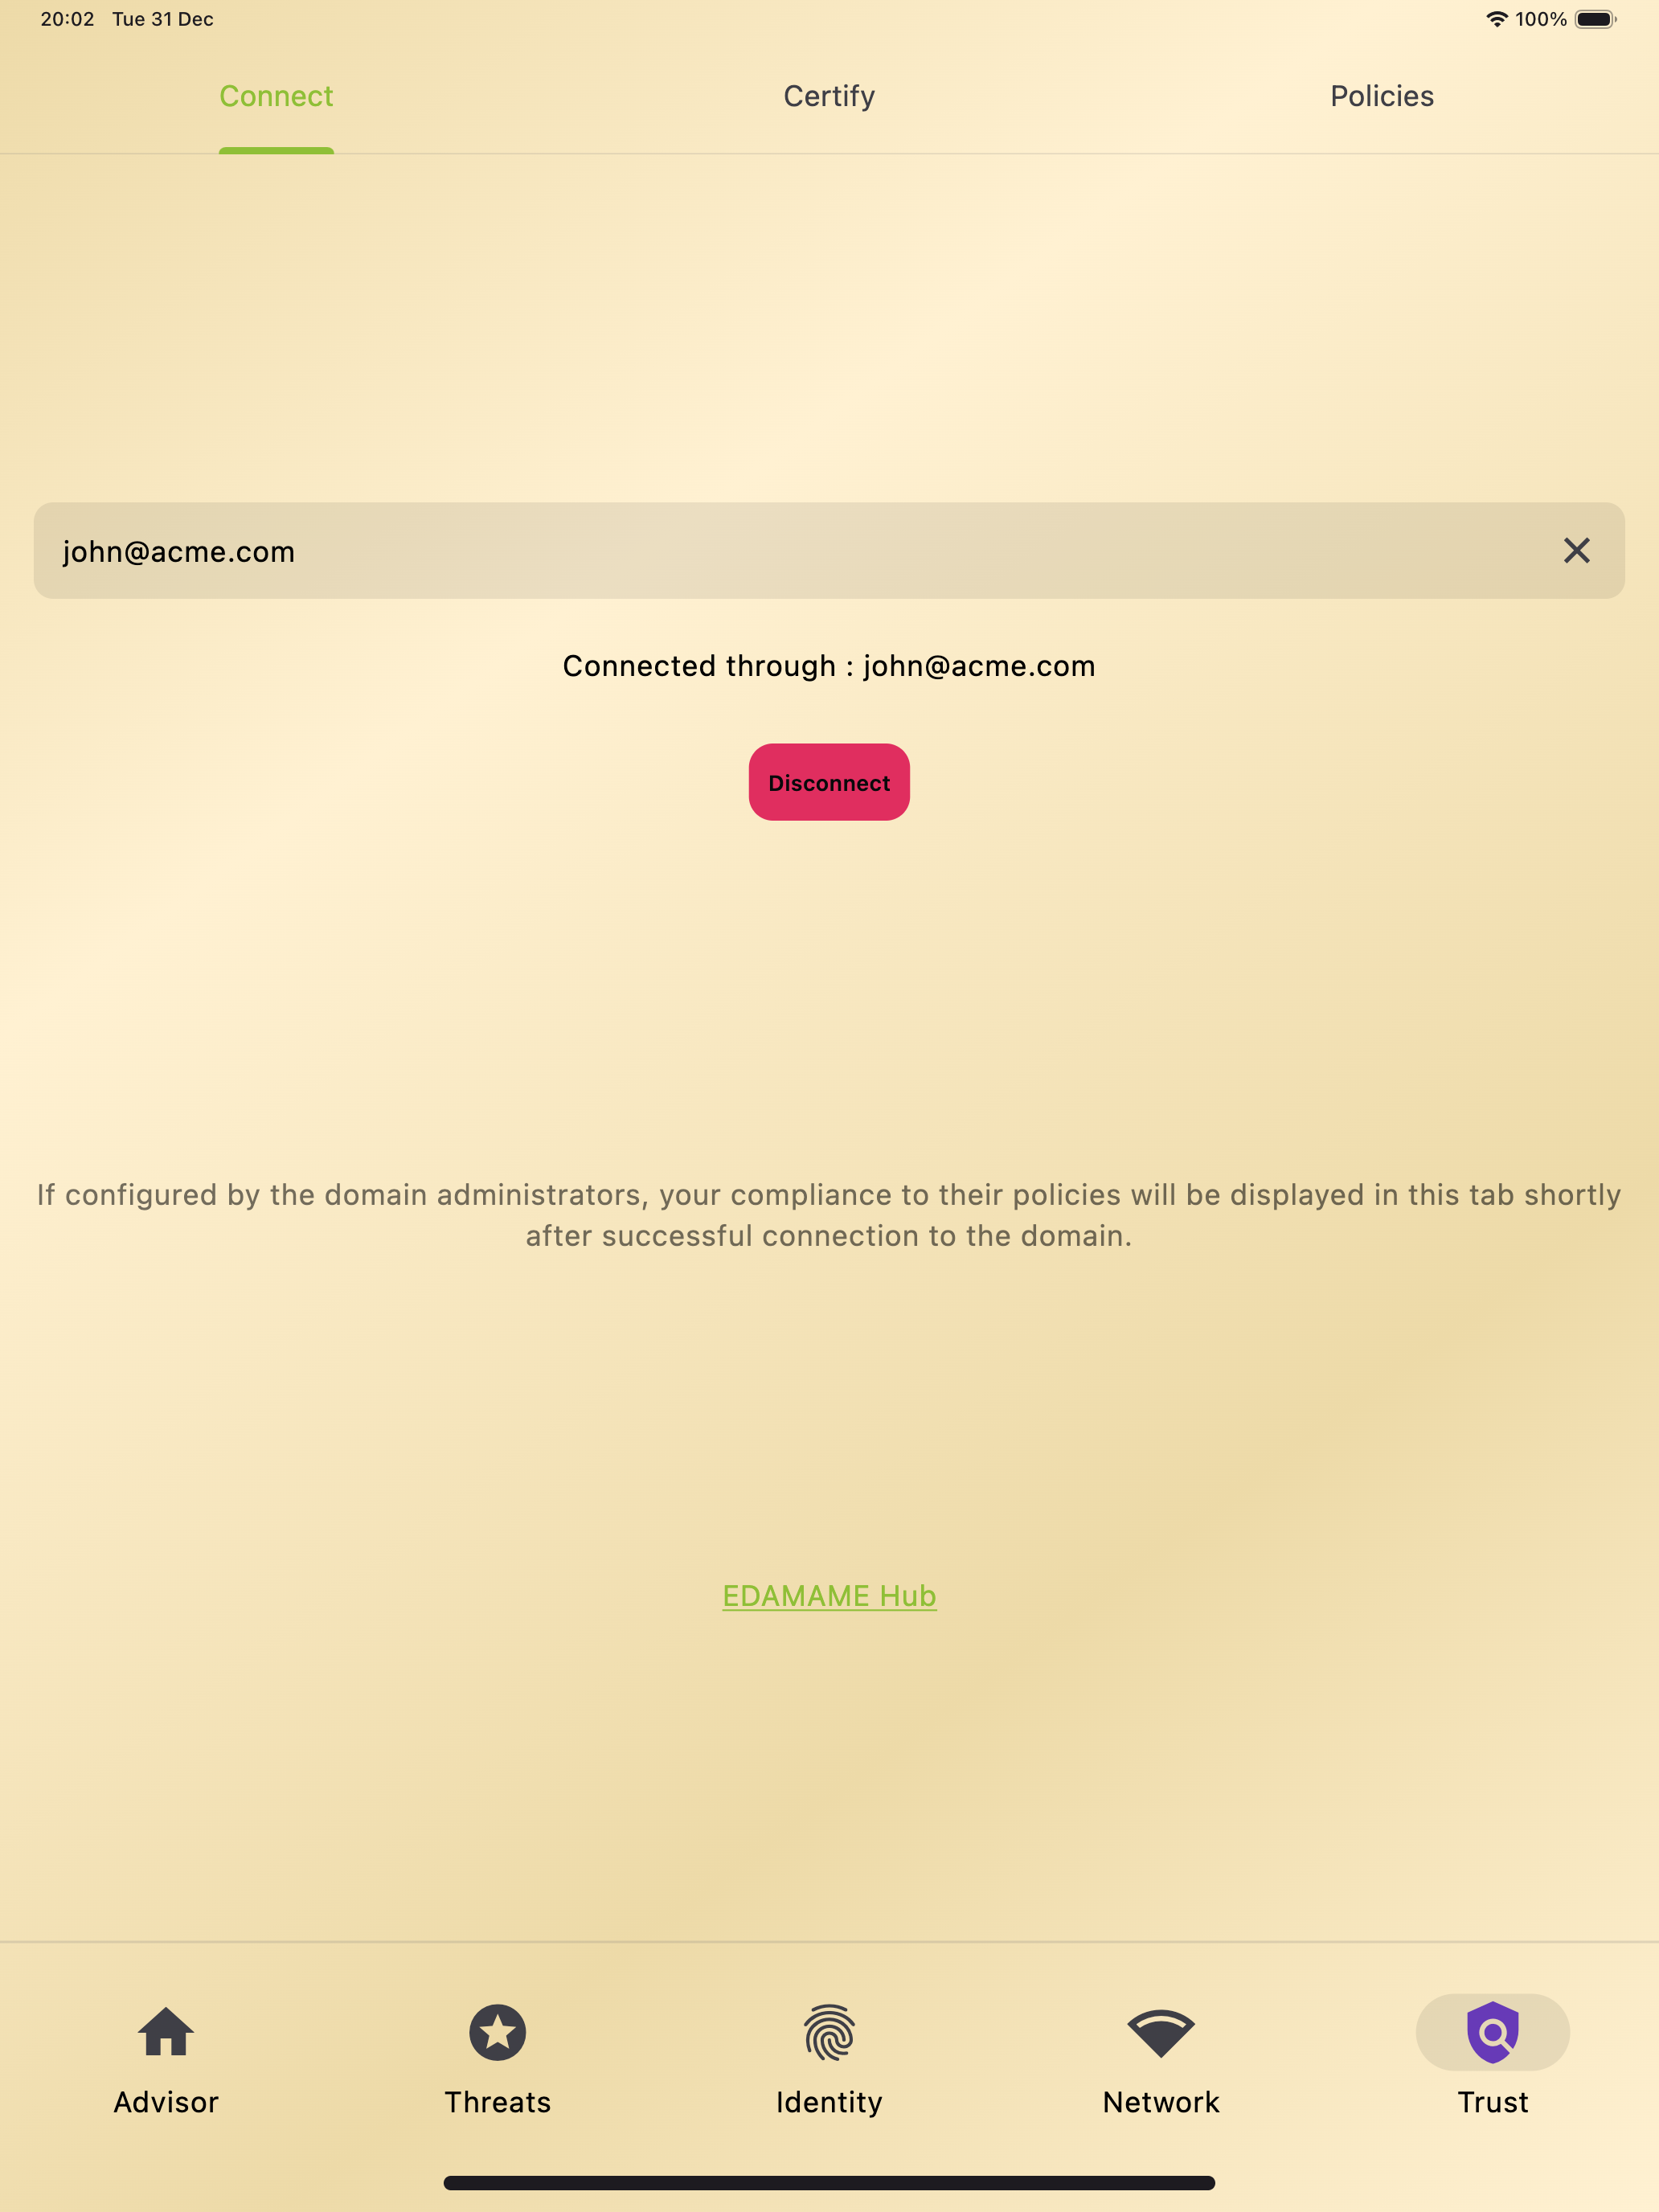 20:02 Tue 31 Dec 100%
Connect Certify Policies
john@acme.com
Connected through : john@acme.com
Disconnect
If configured by the domain administrators, your compliance to their policies will be displayed in this tab shortly
after successful connection to the domain.
EDAMAME Hub
Advisor Threats Identity Network Trust